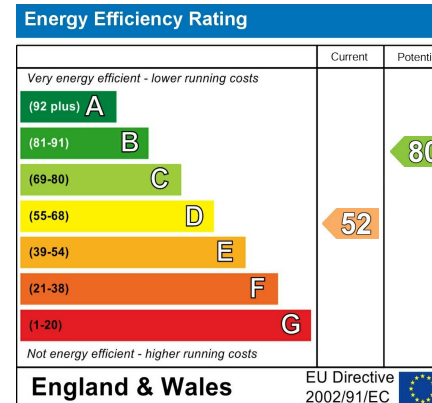 Energy Efficiency Rating
Current
Potenti
Very energy efficient - lower running costs
(92 plus) A
(81-91) B
(69-80) C
(55-68) D
(39-54) E
(21-38) F
(1-20) G
52
80
Not energy efficient - higher running costs
England & Wales
EU Directive
2002/91/EC